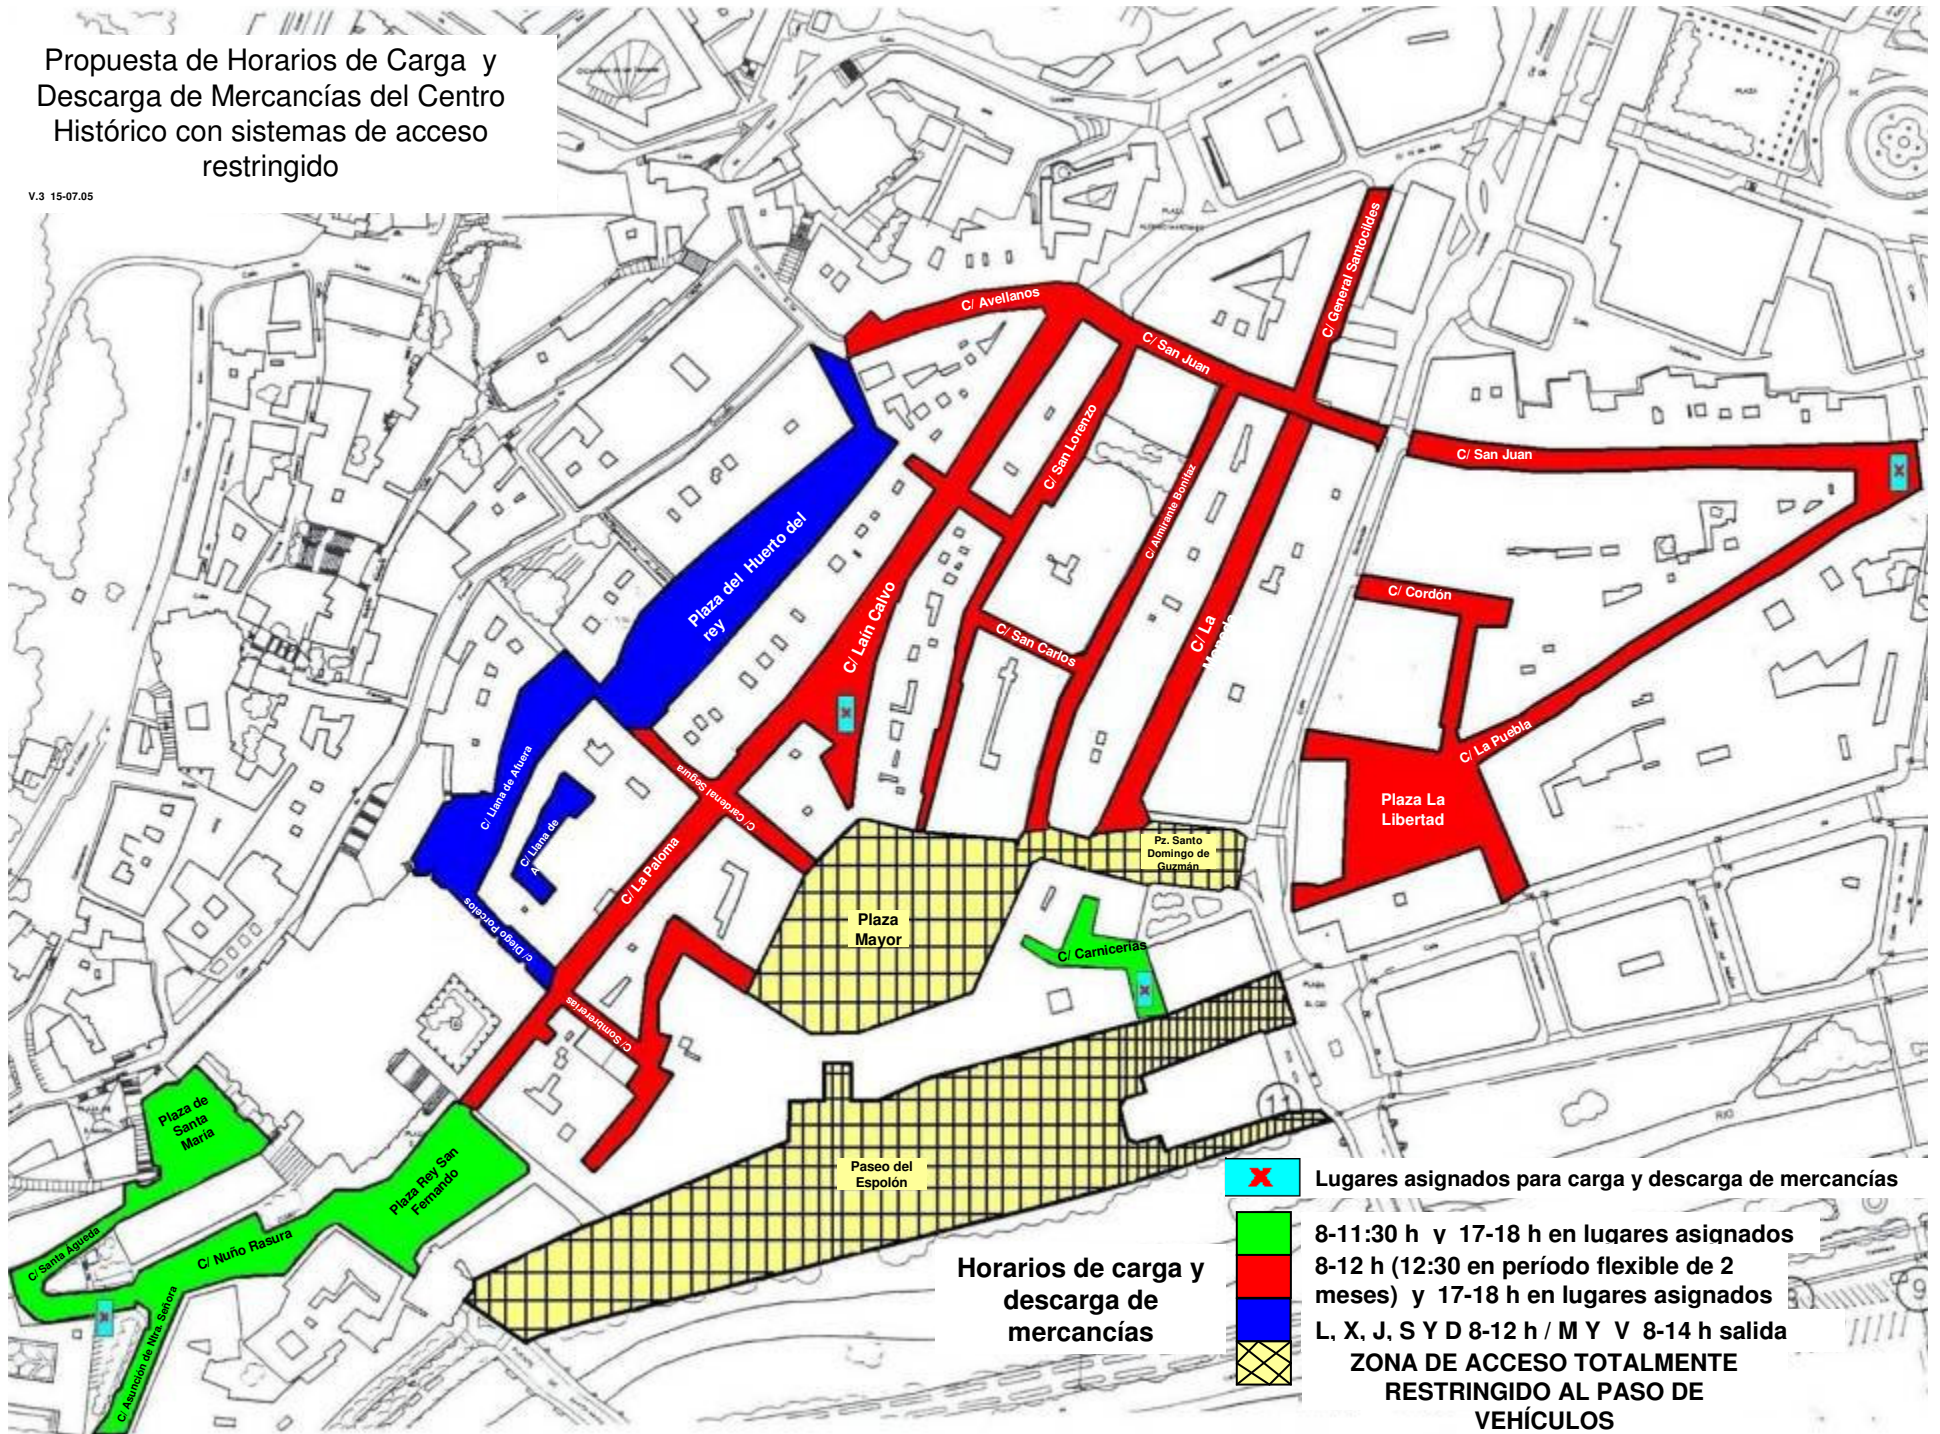 Propuesta de Horarios de Carga y
Descarga de Mercancías del Centro
Histórico con sistemas de acceso
restringido
V.3 15-07.05
C/ General Santocildes
C/ Avellanos
C/ San Juan
C/ San Lorenzo
C/ San Juan
C/ Almirante Bonifaz
Plaza del Huerto del
rey
C/ Laín Calvo
C/ Cordón
C/ San Carlos
C/ La
C/ La Puebla
C/ Llana de Afuera
C/ Cardenal Segura
Plaza La
Libertad
C/ Llana de
C/ La Paloma
Pz. Santo
Domingo de
Guzmán
Plaza
Mayor
C/ Diego Porcelos
C/ Carnicerías
PLAZA
C/ Sombrererías
Plaza de
Santa
María
Plaza Rey San
Fernando
Paseo del
Espolón
RIO
11
C/ Santa Agueda
C/ Nuño Rasura
C/ Asunción de Ntra. Señora
X Lugares asignados para carga y descarga de mercancías
Horarios de carga y
descarga de
mercancías
8-11:30 h y 17-18 h en lugares asignados
8-12 h (12:30 en período flexible de 2
meses) y 17-18 h en lugares asignados
L, X, J, S Y D 8-12 h / M Y V 8-14 h salida
ZONA DE ACCESO TOTALMENTE
RESTRINGIDO AL PASO DE
VEHÍCULOS